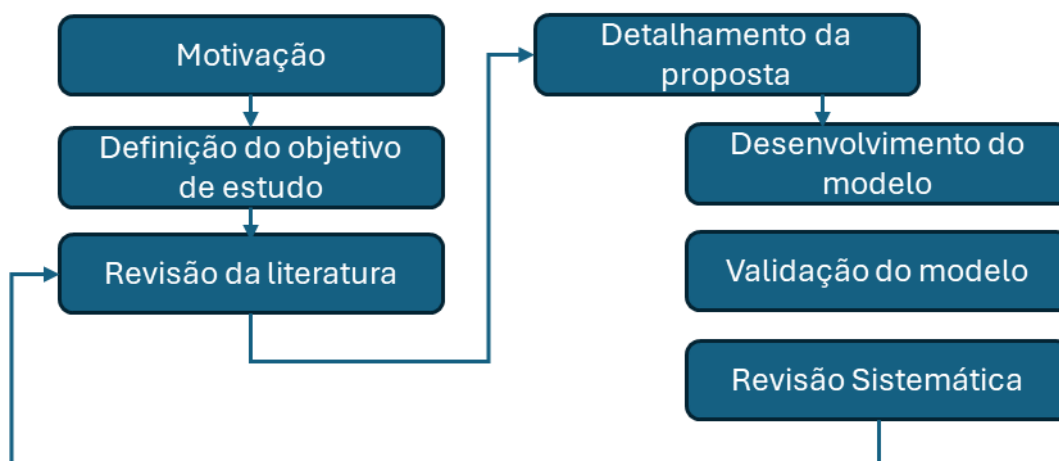 Motivação
Definição do objetivo
de estudo
Revisão da literatura
Detalhamento da
proposta
Desenvolvimento do
modelo
Validação do modelo
Revisão Sistemática